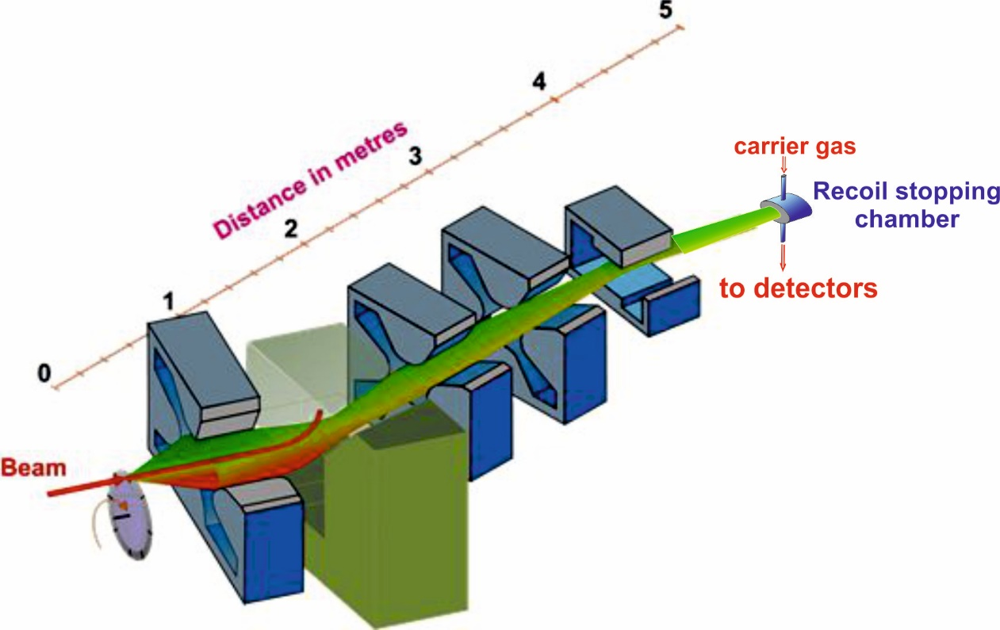 5
4
carrier gas
Distance in metres
3
Recoil stopping
chamber
2
to detectors
1
0
Beam